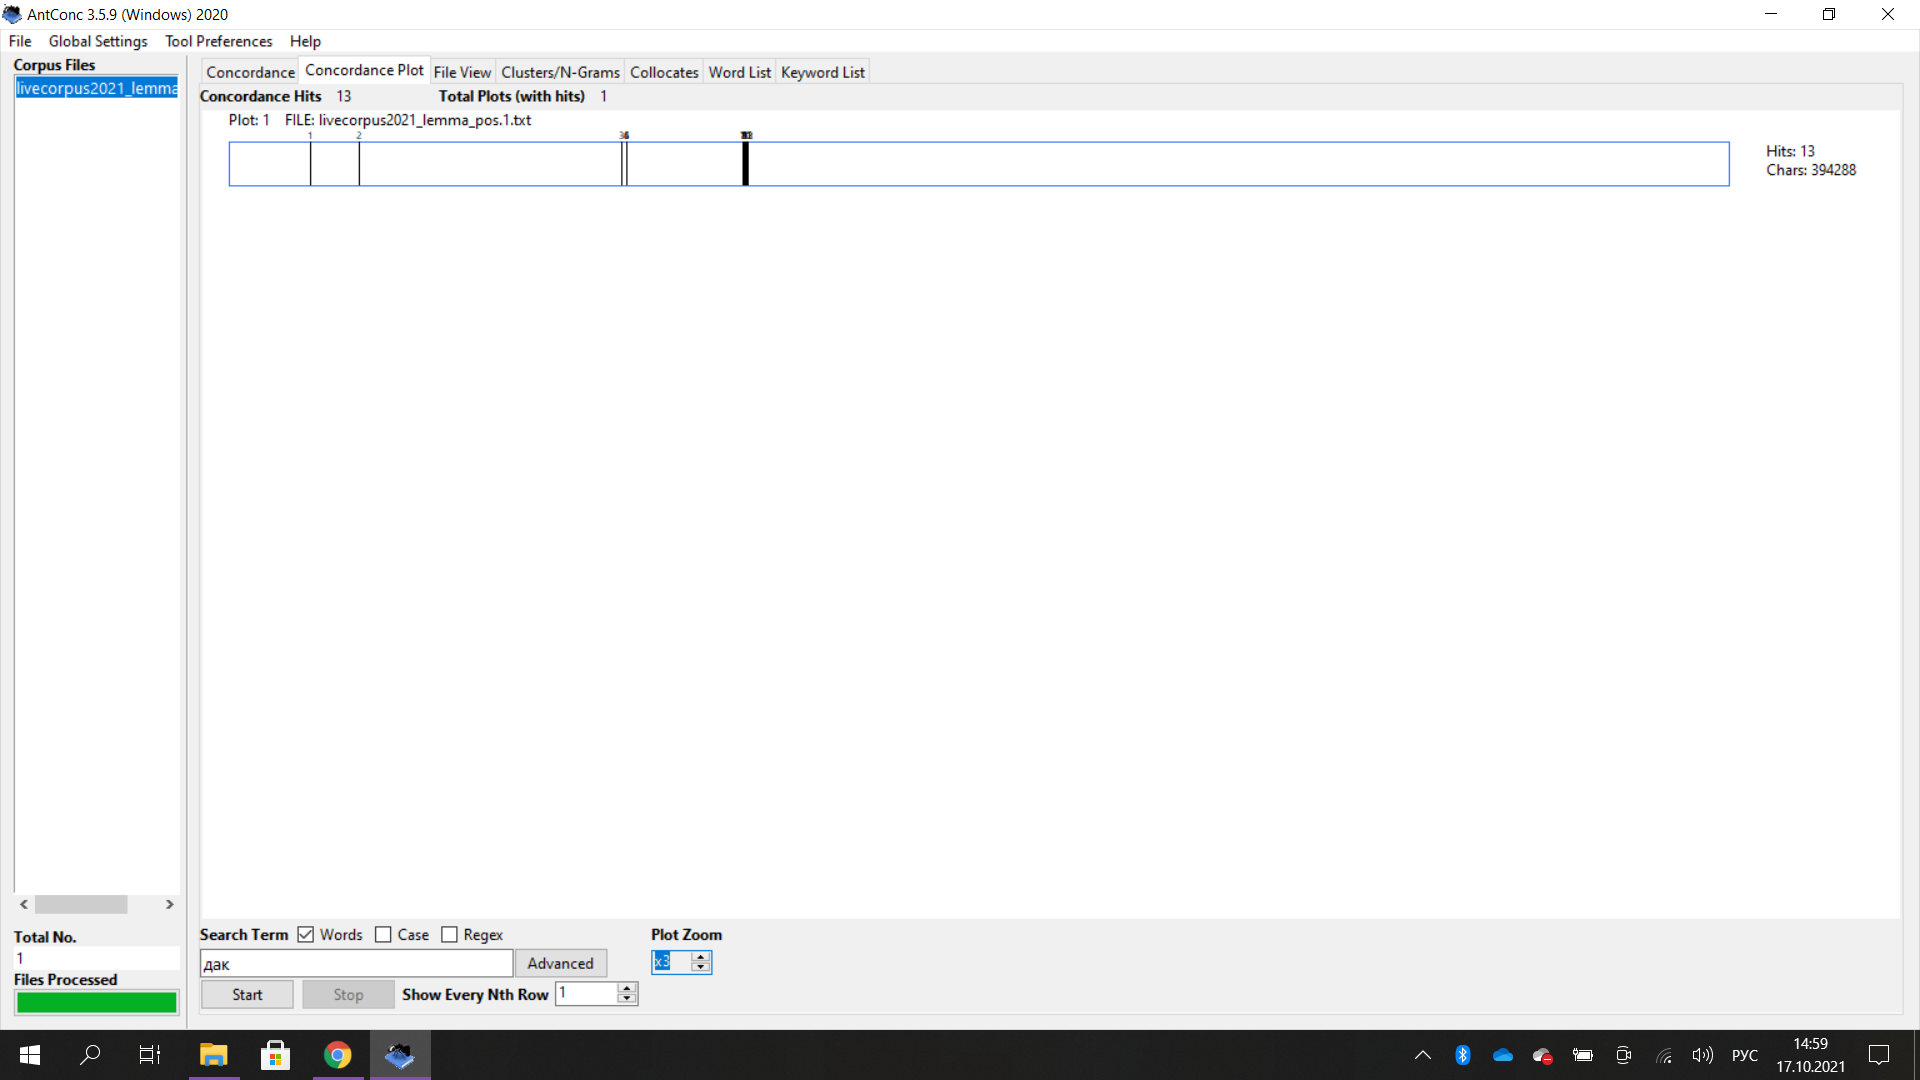 AntConc 3.5.9 (Windows) 2020
File Global Settings Tool Preferences Help
Corpus Files
livecorpus2021_lemma
Concordance Concordance Plot File View Clusters/N-Grams Collocates Word List Keyword List
Concordance Hits 13 Total Plots (with hits) 1
Plot: 1 FILE: livecorpus2021_lemma_pos.1.txt
1 2
Hits: 13
Chars: 394288
Total No.
1
Files Processed
Search Term Words Case Regex
Plot Zoom
дак
Advanced
x3
Start Stop Show Every Nth Row 1
РУС
14:59
17.10.2021